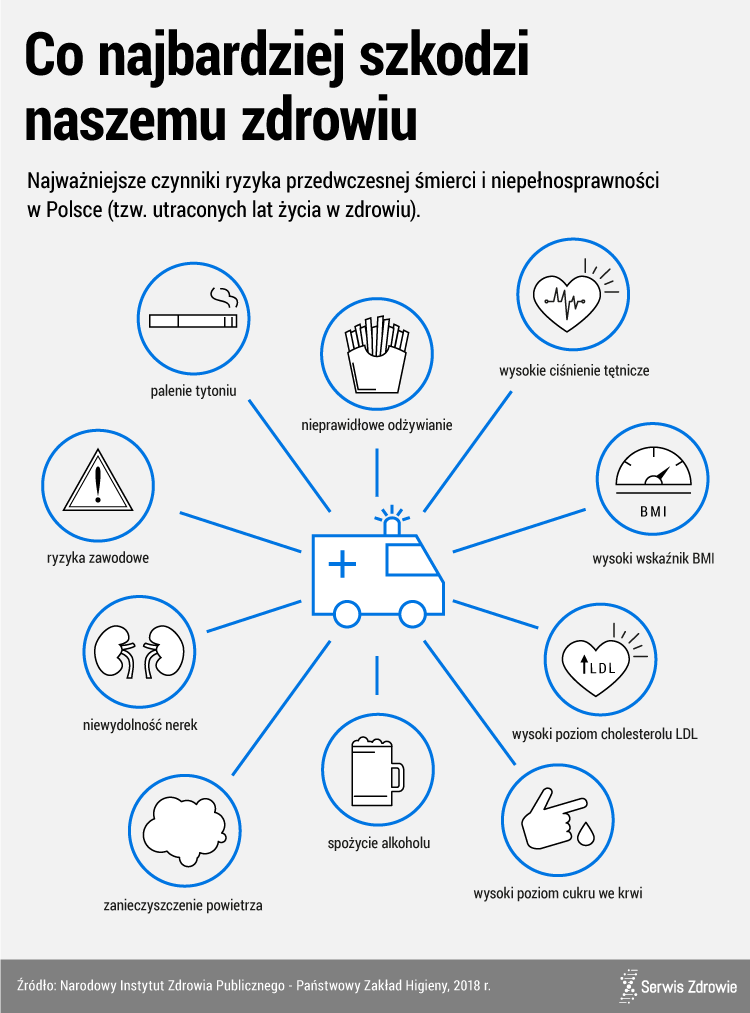 Co najbardziej szkodzi
naszemu zdrowiu
Najważniejsze czynniki ryzyka przedwczesnej śmierci i niepełnosprawności
w Polsce (tzw. utraconych lat życia w zdrowiu).
palenie tytoniu
nieprawidłowe odżywianie
wysokie ciśnienie tętnicze
ryzyka zawodowe
BMI
wysoki wskaźnik BMI
niewydolność nerek
LDL
wysoki poziom cholesterolu LDL
zanieczyszczenie powietrza
spożycie alkoholu
wysoki poziom cukru we krwi
Źródło: Narodowy Instytut Zdrowia Publicznego - Państwowy Zakład Higieny, 2018 r.
Serwis Zdrowie